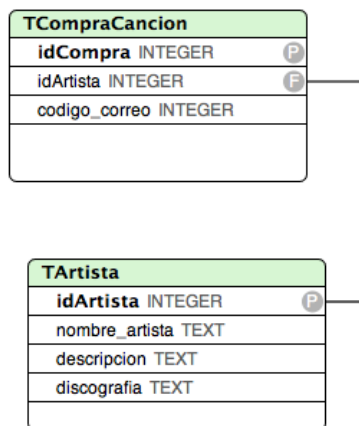 TCompraCancion
idCompra INTEGER P
idArtista INTEGER F
codigo_correo INTEGER
TArtista
idArtista INTEGER P
nombre_artista TEXT
descripcion TEXT
discografia TEXT